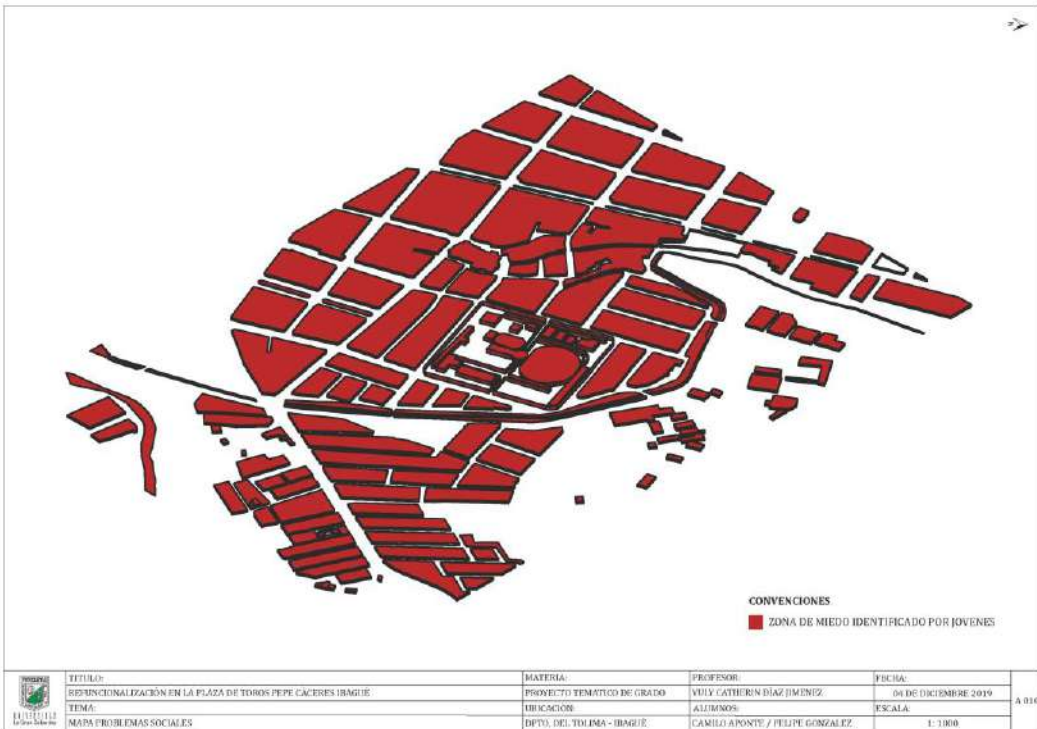 CONVENCIONES
ZONA DE MIEDO IDENTIFICADO POR JOVENES
TITULO:
REFUNCIONALIZACIÓN EN LA PLAZA DE TOROS PEPE CÁCERES IBAGUÉ
TEMA:
MAPA PROBLEMAS SOCIALES
MATERIA:
PROYECTO TEMATICO DE GRADO
UBICACIÓN:
DPTO. DEL TOLIMA - IBAGUÉ
PROFESOR:
YULY CATHERIN DÍAZ JIMENEZ
ALUMNOS:
CAMILO APONTE / FELIPE GONZALEZ
FECHA:
04 DE DICIEMBRE 2019
ESCALA:
1: 1000